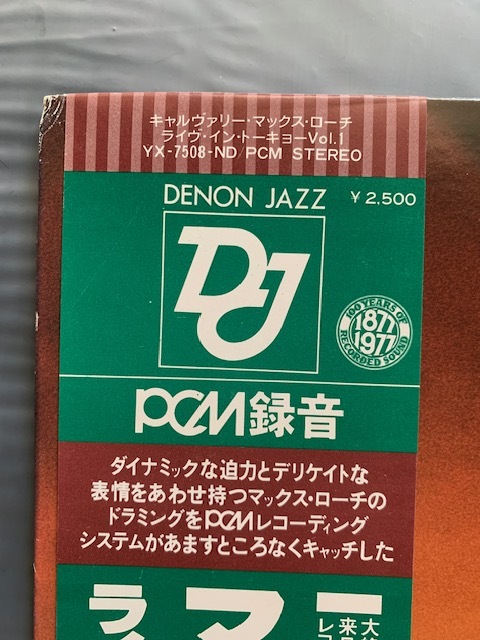 キャルヴァリー・マックス・ローチ
ライヴ・イン・トーキョーVol.1
YX-7508-ND/PCM STEREO
DENON JAZZ ¥2,500
DJ
100 YEARS OF
1877
1977
RECORDED SOUND
PCM録音
ダイナミックな迫力とデリケイトな
表情をあわせ持つマックス・ローチの
ドラミングをPCMレコーディング
システムがあますところなくキャッチした